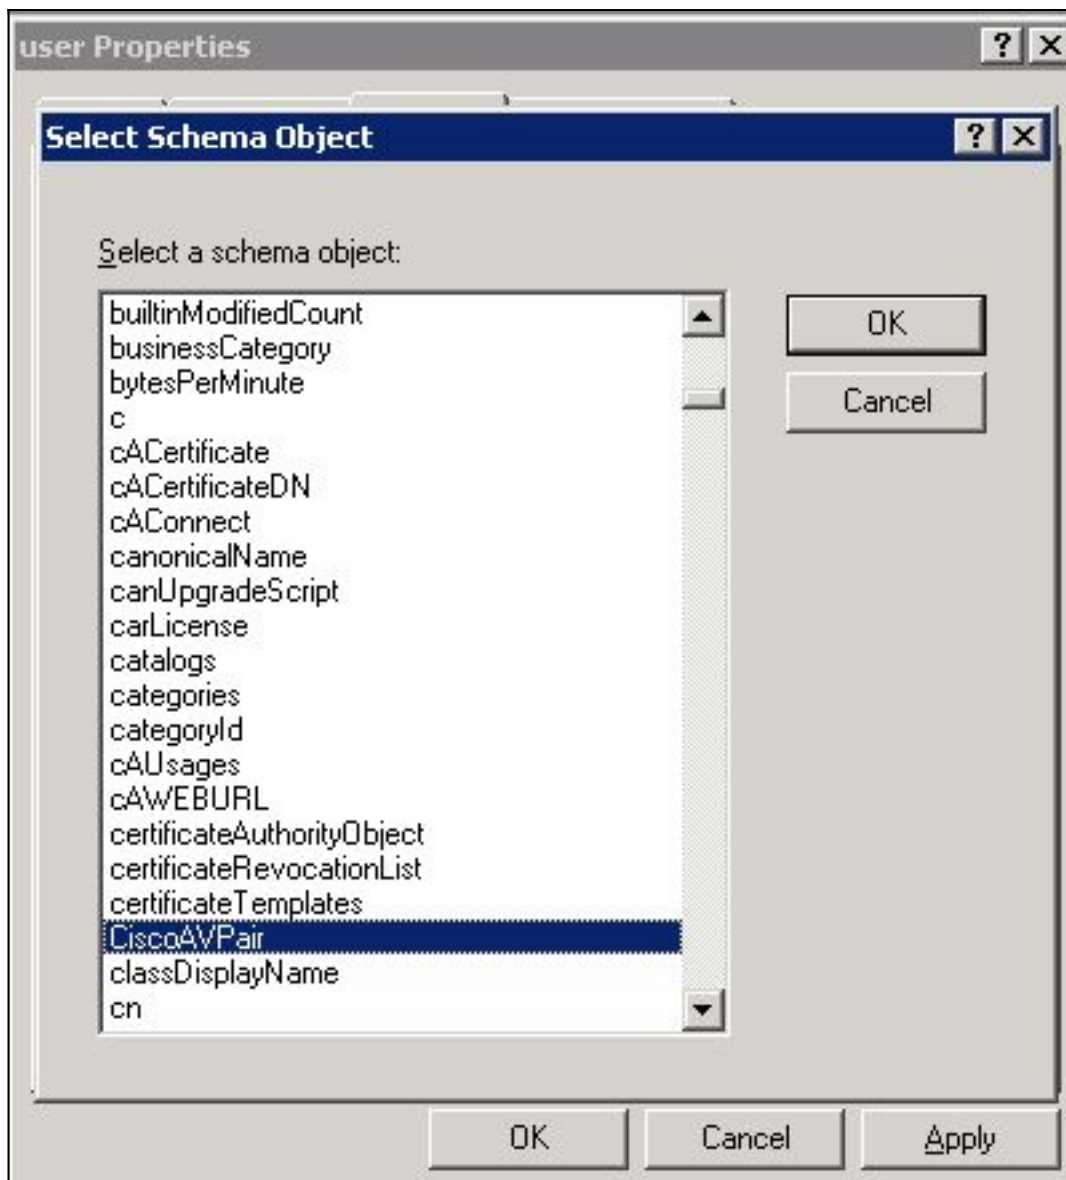 user Properties
Select Schema Object
Select a schema object:
builtinModifiedCount
businessCategory
bytesPerMinute
c
cACertificate
cACertificateDN
cAConnect
canonicalName
canUpgradeScript
carLicense
catalogs
categories
categoryId
cAUsages
cAWEBURL
certificateAuthorityObject
certificateRevocationList
certificateTemplates
CiscoAVPair
classDisplayName
cn
OK
Cancel
OK Cancel Apply